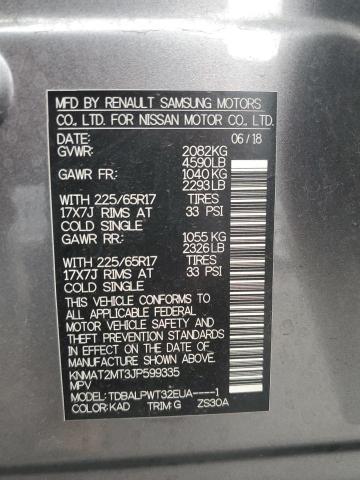 MFD BY RENAULT SAMSUNG MOTORS
CO., LTD. FOR NISSAN MOTOR CO., LTD.
DATE: 06/18
GVWR: 2082KG
4590LB
GAWR FR: 1040 KG
2293LB
WITH 225/65R17 TIRES
17X7J RIMS AT 33 PSI
COLD SINGLE
GAWR RR: 1055 KG
2326LB
WITH 225/65R17 TIRES
17X7J RIMS AT 33 PSI
COLD SINGLE
THIS VEHICLE CONFORMS TO
ALL APPLICABLE FEDERAL
MOTOR VEHICLE SAFETY AND
THEFT PREVENTION STANDARDS
IN EFFECT ON THE DATE
OF MANUFACTURE SHOWN ABOVE.
KNMAT2MT3JP599335
MPV
MODEL: TDBALPWT32EUA-----1
COLOR: KAD TRIM: G ZS30A